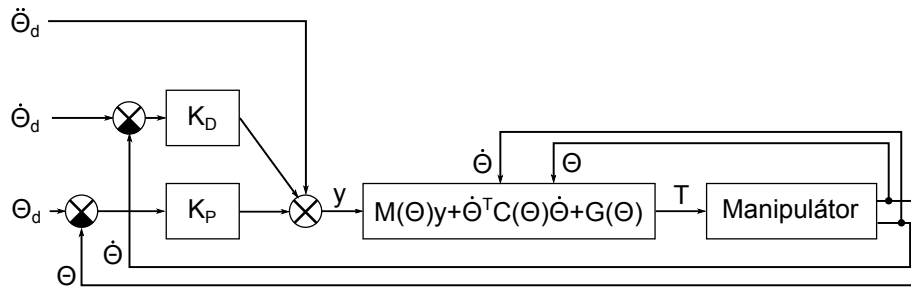 Θ̈d
Θ̇d
KD
Θ̇
Θ
Θd
KP
y
M(Θ)y+Θ̇ᵀC(Θ)Θ̇+G(Θ)
T
Manipulátor
Θ̇
Θ